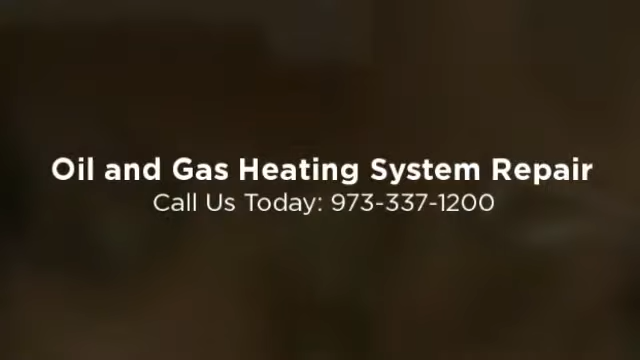 Oil and Gas Heating System Repair
Call Us Today: 973-337-1200